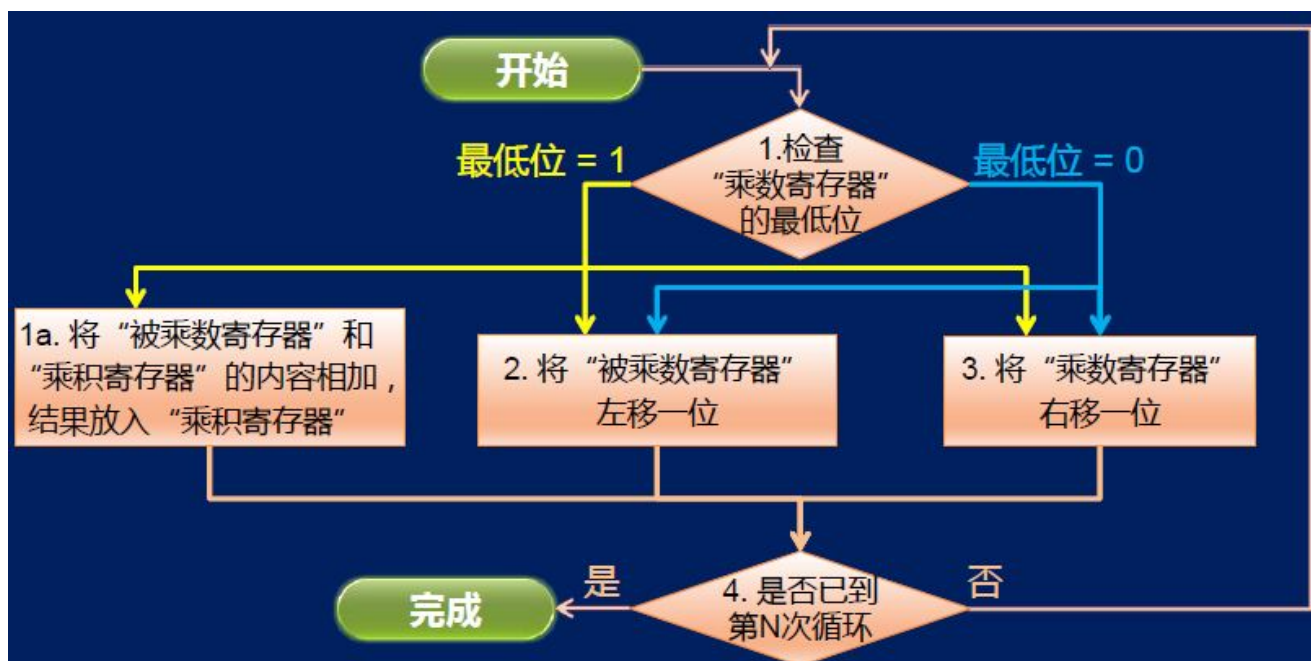 开始
最低位 = 1
1.检查
“乘数寄存器”
的最低位
最低位 = 0
1a. 将“被乘数寄存器”和
“乘积寄存器”的内容相加，
结果放入“乘积寄存器”
2. 将“被乘数寄存器”
左移一位
3. 将“乘数寄存器”
右移一位
完成
是
4. 是否已到
第N次循环
否